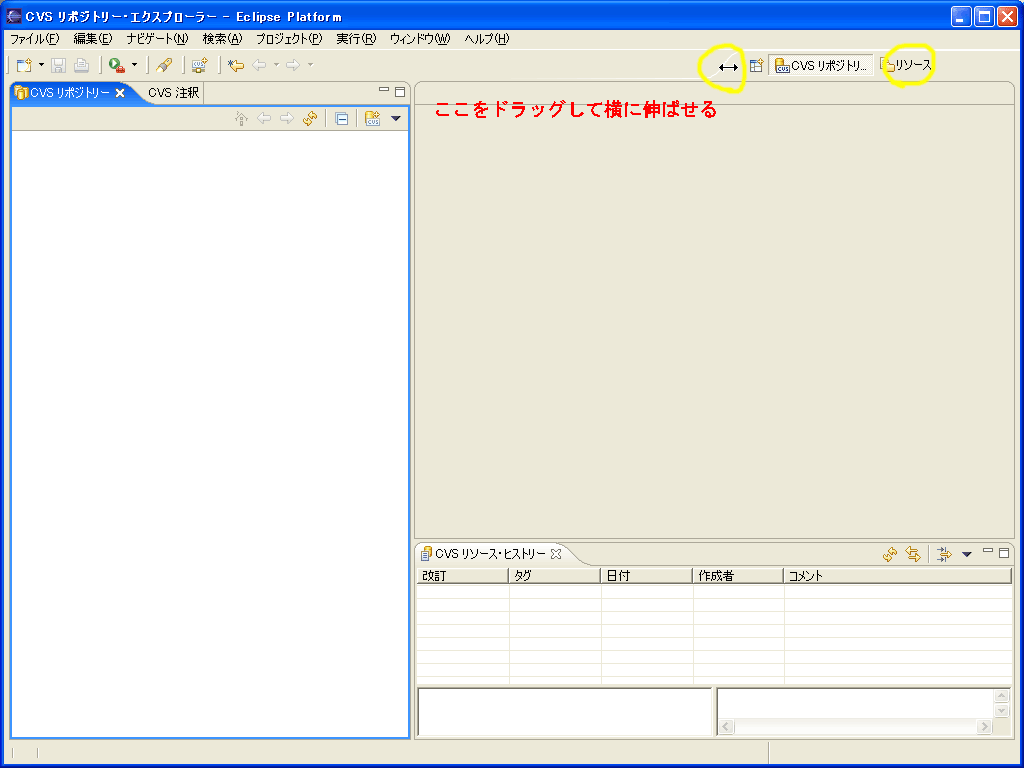 CVS リポジトリー・エクスプローラー - Eclipse Platform
ファイル(F) 編集(E) ナビゲート(N) 検索(A) プロジェクト(P) 実行(R) ウィンドウ(W) ヘルプ(H)
CVS リポジトリ... リソース
CVS リポジトリー CVS 注釈
ここをドラッグして横に伸ばせる
CVS リソース・ヒストリー
改訂 タグ 日付 作成者 コメント